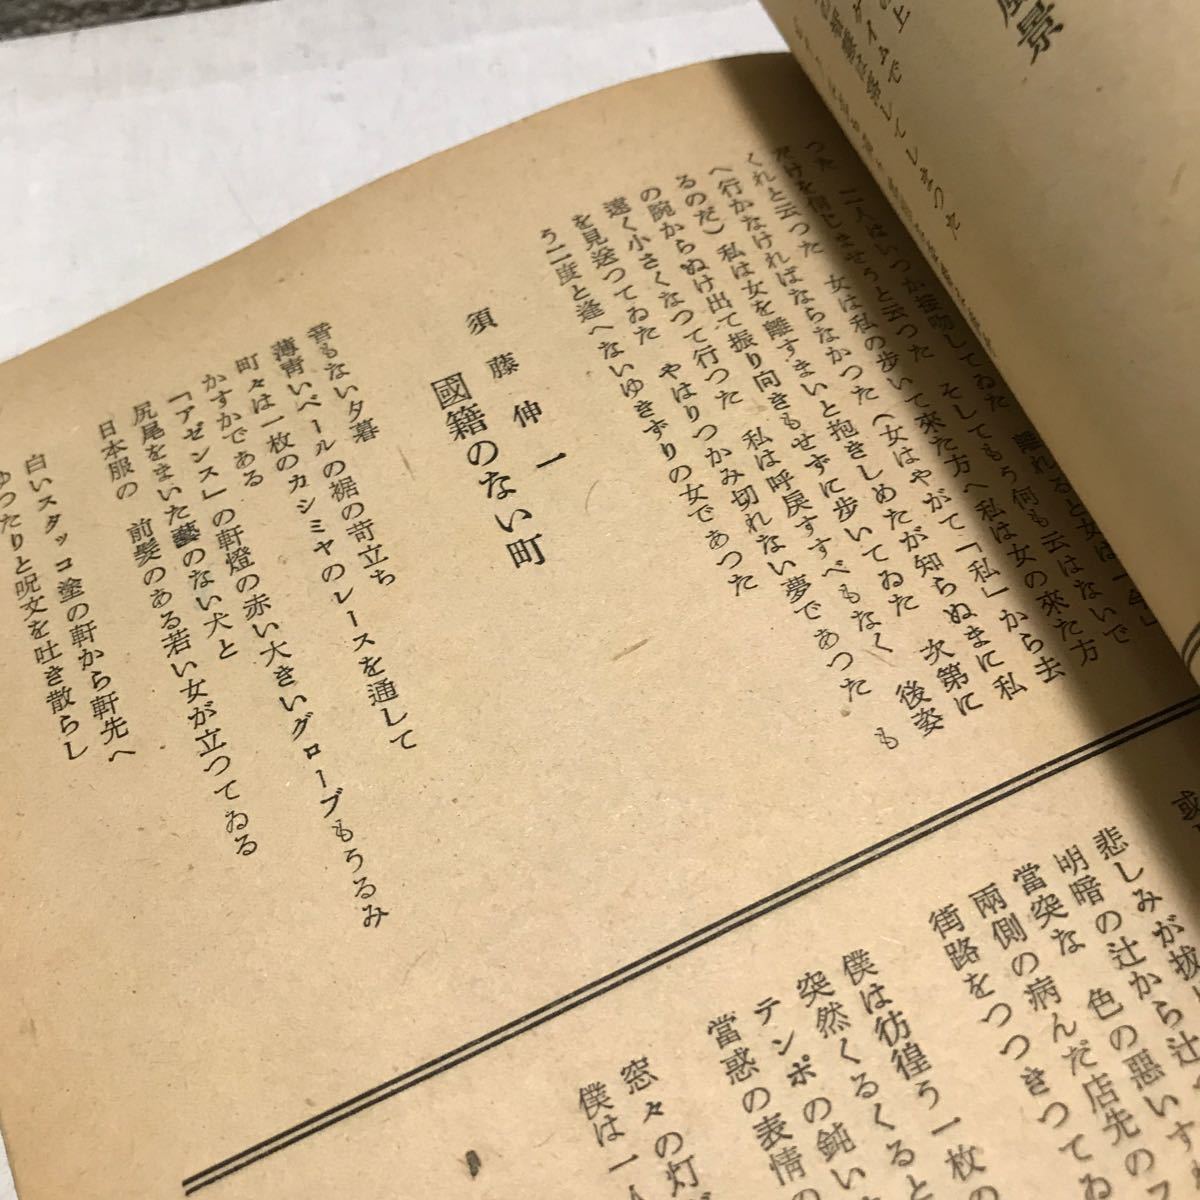 景
った　二人はいつか接吻してゐた　離れると女は「今」
だけを信じませうと云つた　そしてもう何も云はないで
くれと云つた　女は私の歩いて來た方へ私は女の來た方
へ行かなければならなかつた（女はやがて「私」から去
るのだ）私は女を離すまいと抱きしめたが知らぬまに私
の腕からぬけ出て振り向きもせずに歩いてゐた　次第に
遠く小さくなつて行つた　私は呼戻すすべもなく　後姿
を見送つてゐた　やはりつかみ切れない夢であつた　も
う二度と逢へないゆきずりの女であつた
國籍のない町
須藤伸一
音もない夕暮
薄靑いベールの裾の苛立ち
町々は一枚のカシミヤのレースを通して
かすかである
「アゼンス」の軒燈の赤い大きいグローブもうるみ
尻尾をまいた藝のない犬と
日本服の　前髮のある若い女が立つてゐる
白いスタッコ塗の軒から軒先へ
ゆつたりと呪文を吐き散らし
悲しみが拔
明暗の辻から辻
當突な　色の惡い
兩側の病んだ店先の
街路をつつきつてゐ
僕は彷徨う一枚の
突然くるくると
テンポの鈍い
當惑の表情の
窓々の灯
僕は一人